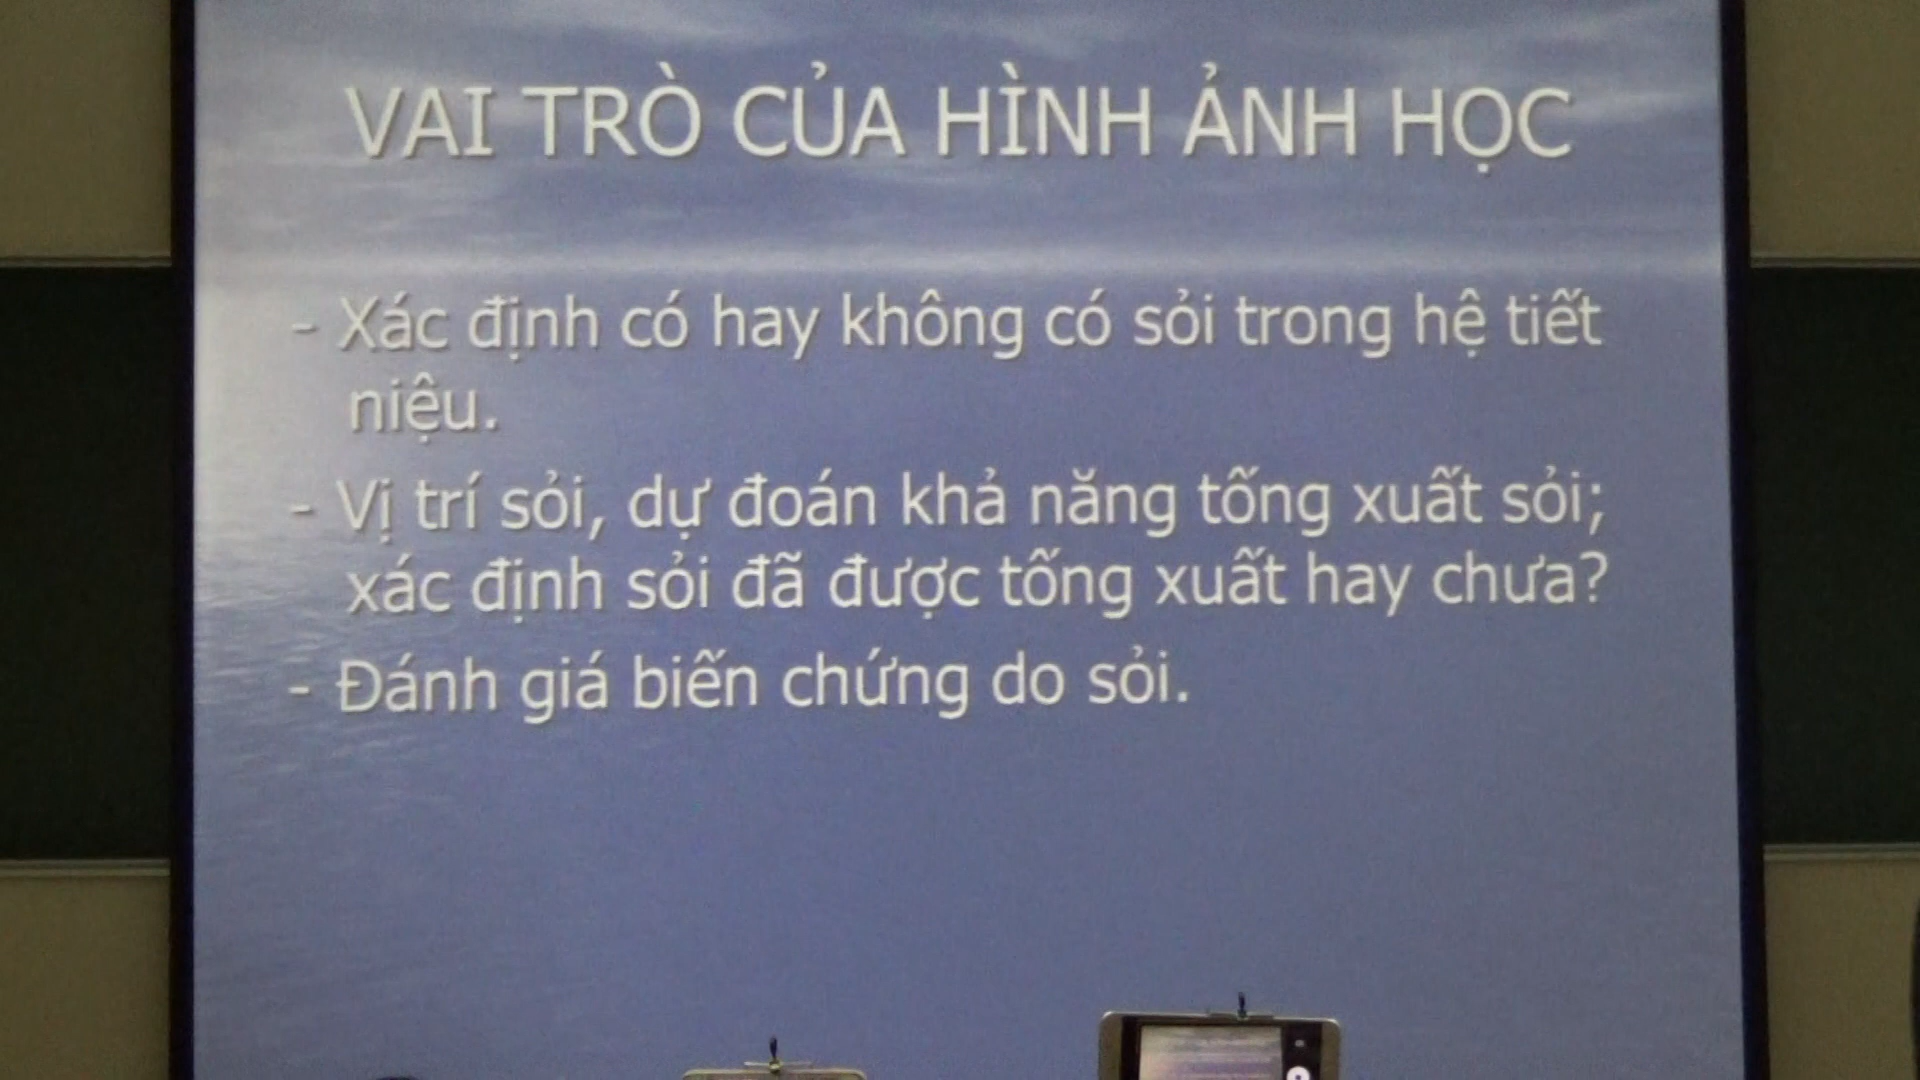 VAI TRÒ CỦA HÌNH ẢNH HỌC
- Xác định có hay không có sỏi trong hệ tiết
niệu.
- Vị trí sỏi, dự đoán khả năng tống xuất sỏi;
xác định sỏi đã được tống xuất hay chưa?
- Đánh giá biến chứng do sỏi.